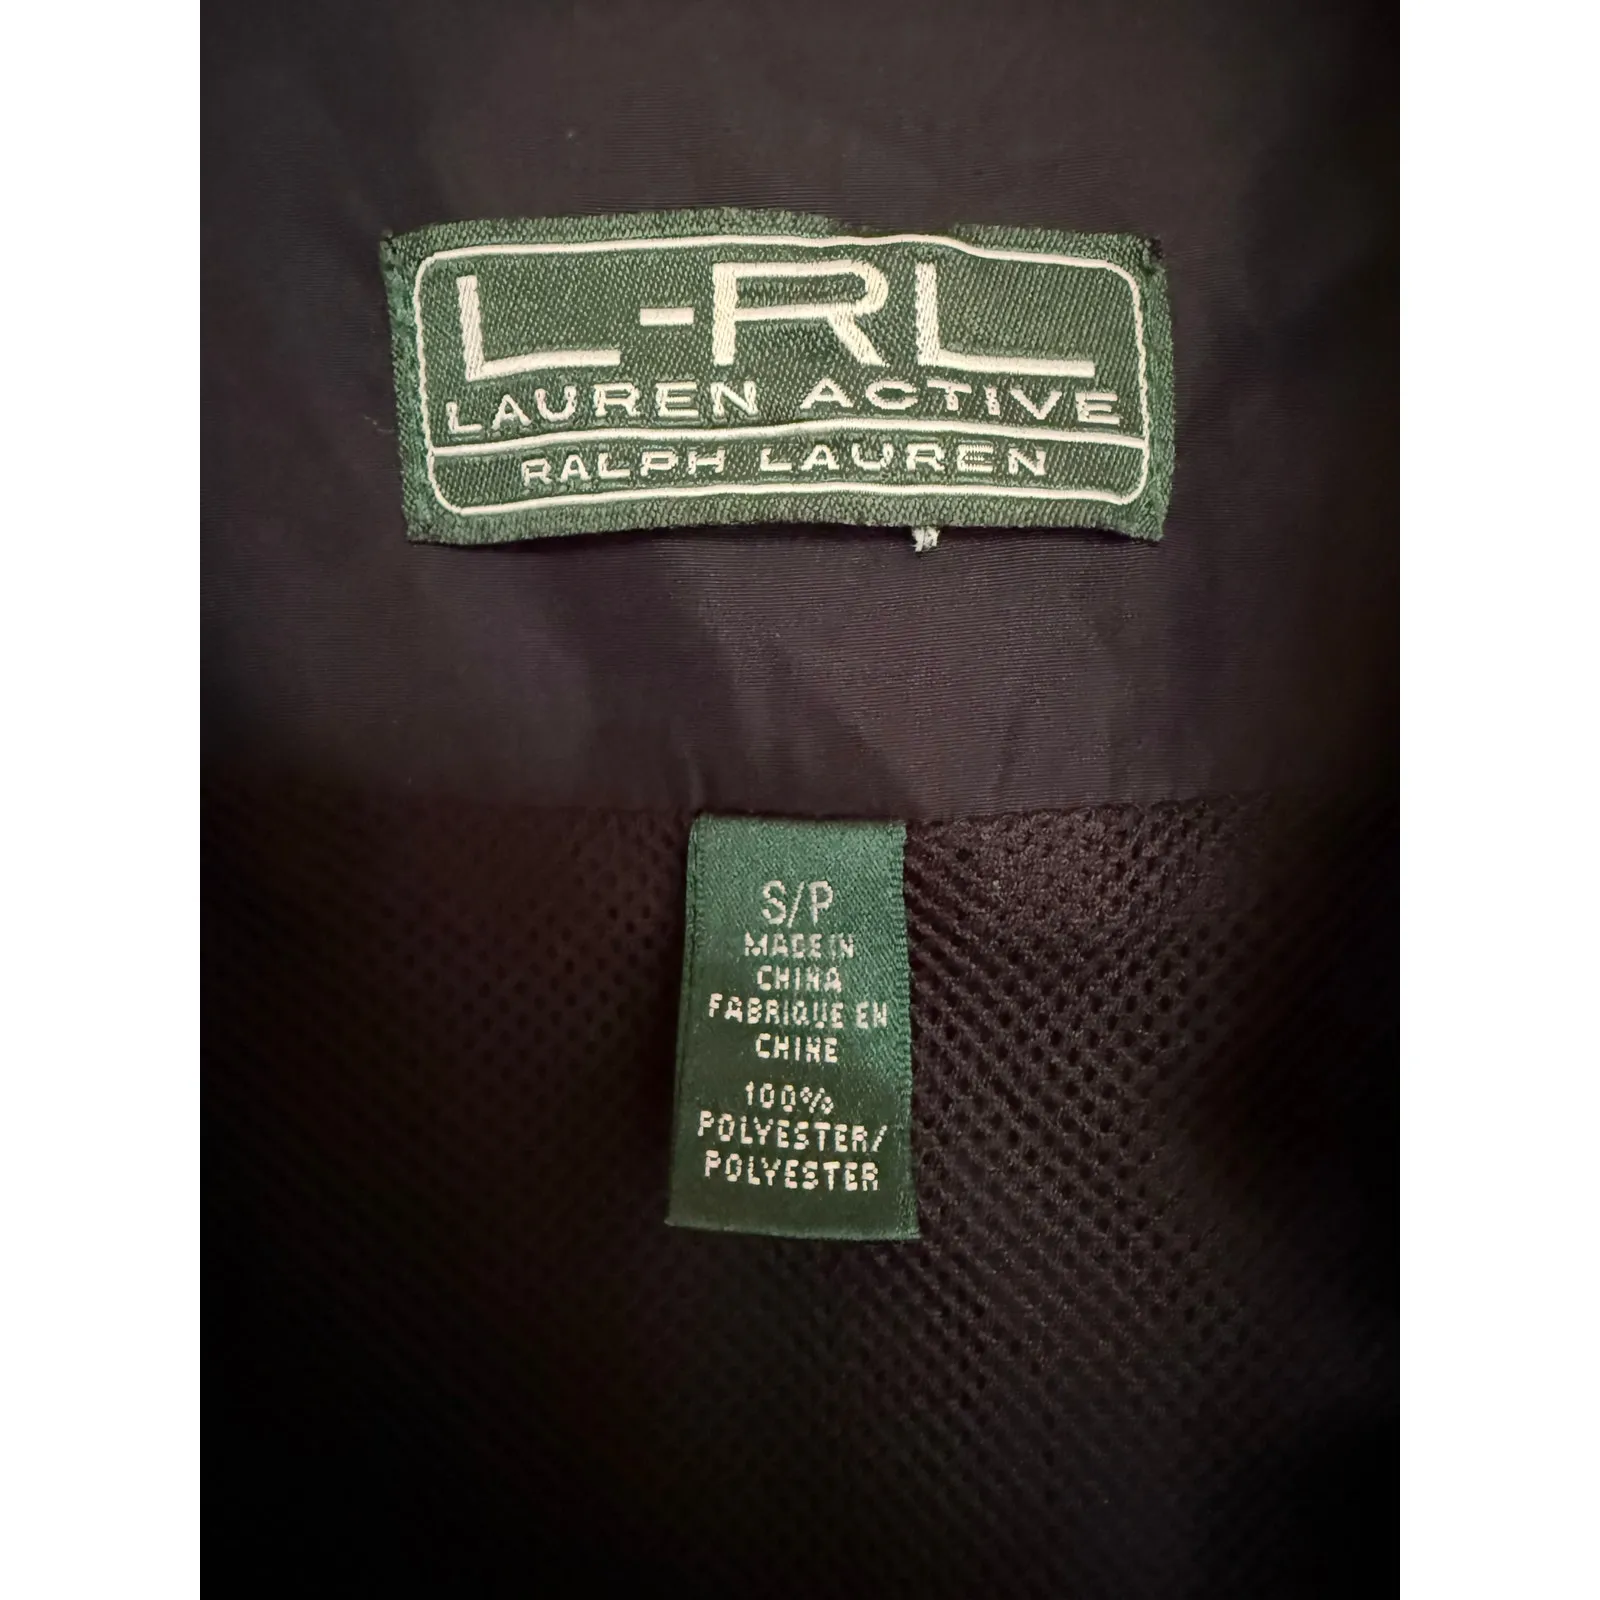 L-RL
LAUREN ACTIVE
RALPH LAUREN
S/P
MADE IN
CHINA
FABRIQUE EN
CHINE
100%
POLYESTER/
POLYESTER